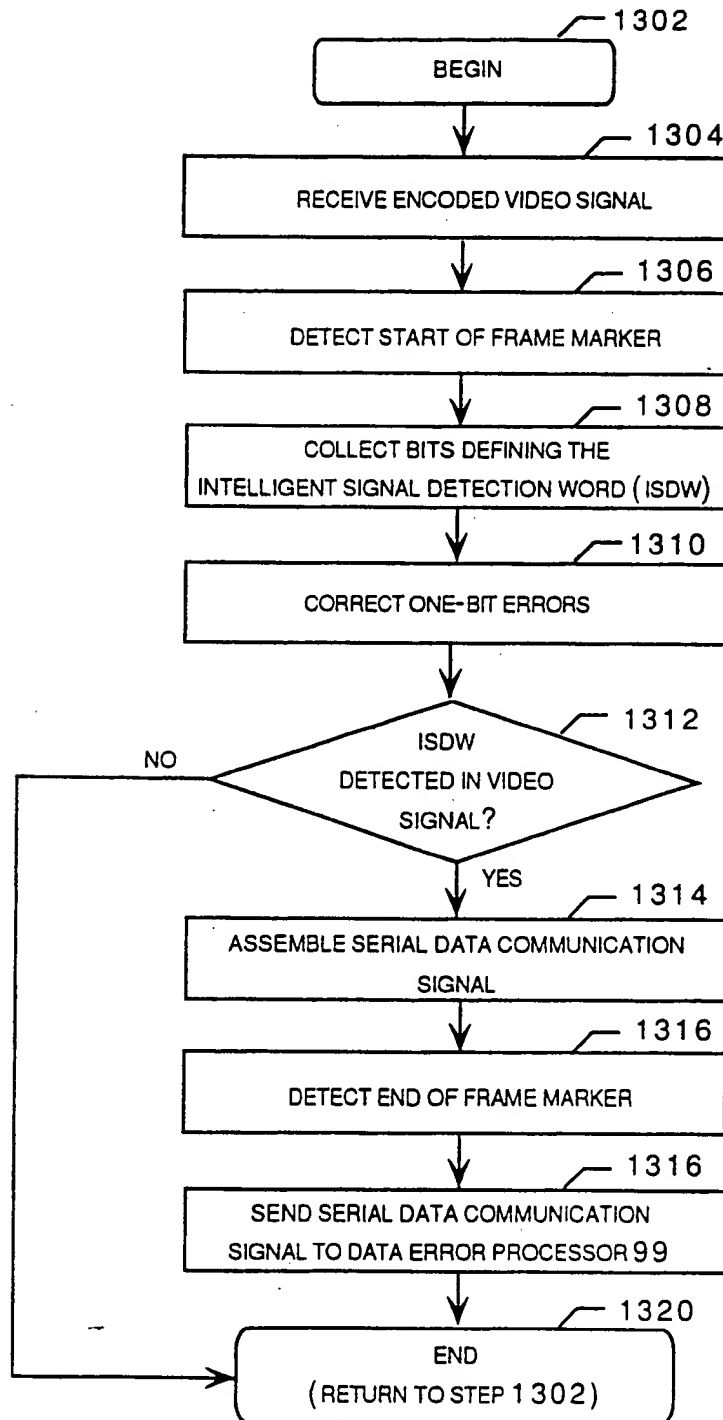 1302
BEGIN
1304
RECEIVE ENCODED VIDEO SIGNAL
1306
DETECT START OF FRAME MARKER
1308
COLLECT BITS DEFINING THE
INTELLIGENT SIGNAL DETECTION WORD (ISDW)
1310
CORRECT ONE-BIT ERRORS
1312
ISDW
DETECTED IN VIDEO
SIGNAL?
NO
YES
1314
ASSEMBLE SERIAL DATA COMMUNICATION
SIGNAL
1316
DETECT END OF FRAME MARKER
1316
SEND SERIAL DATA COMMUNICATION
SIGNAL TO DATA ERROR PROCESSOR 99
1320
END
(RETURN TO STEP 1302)